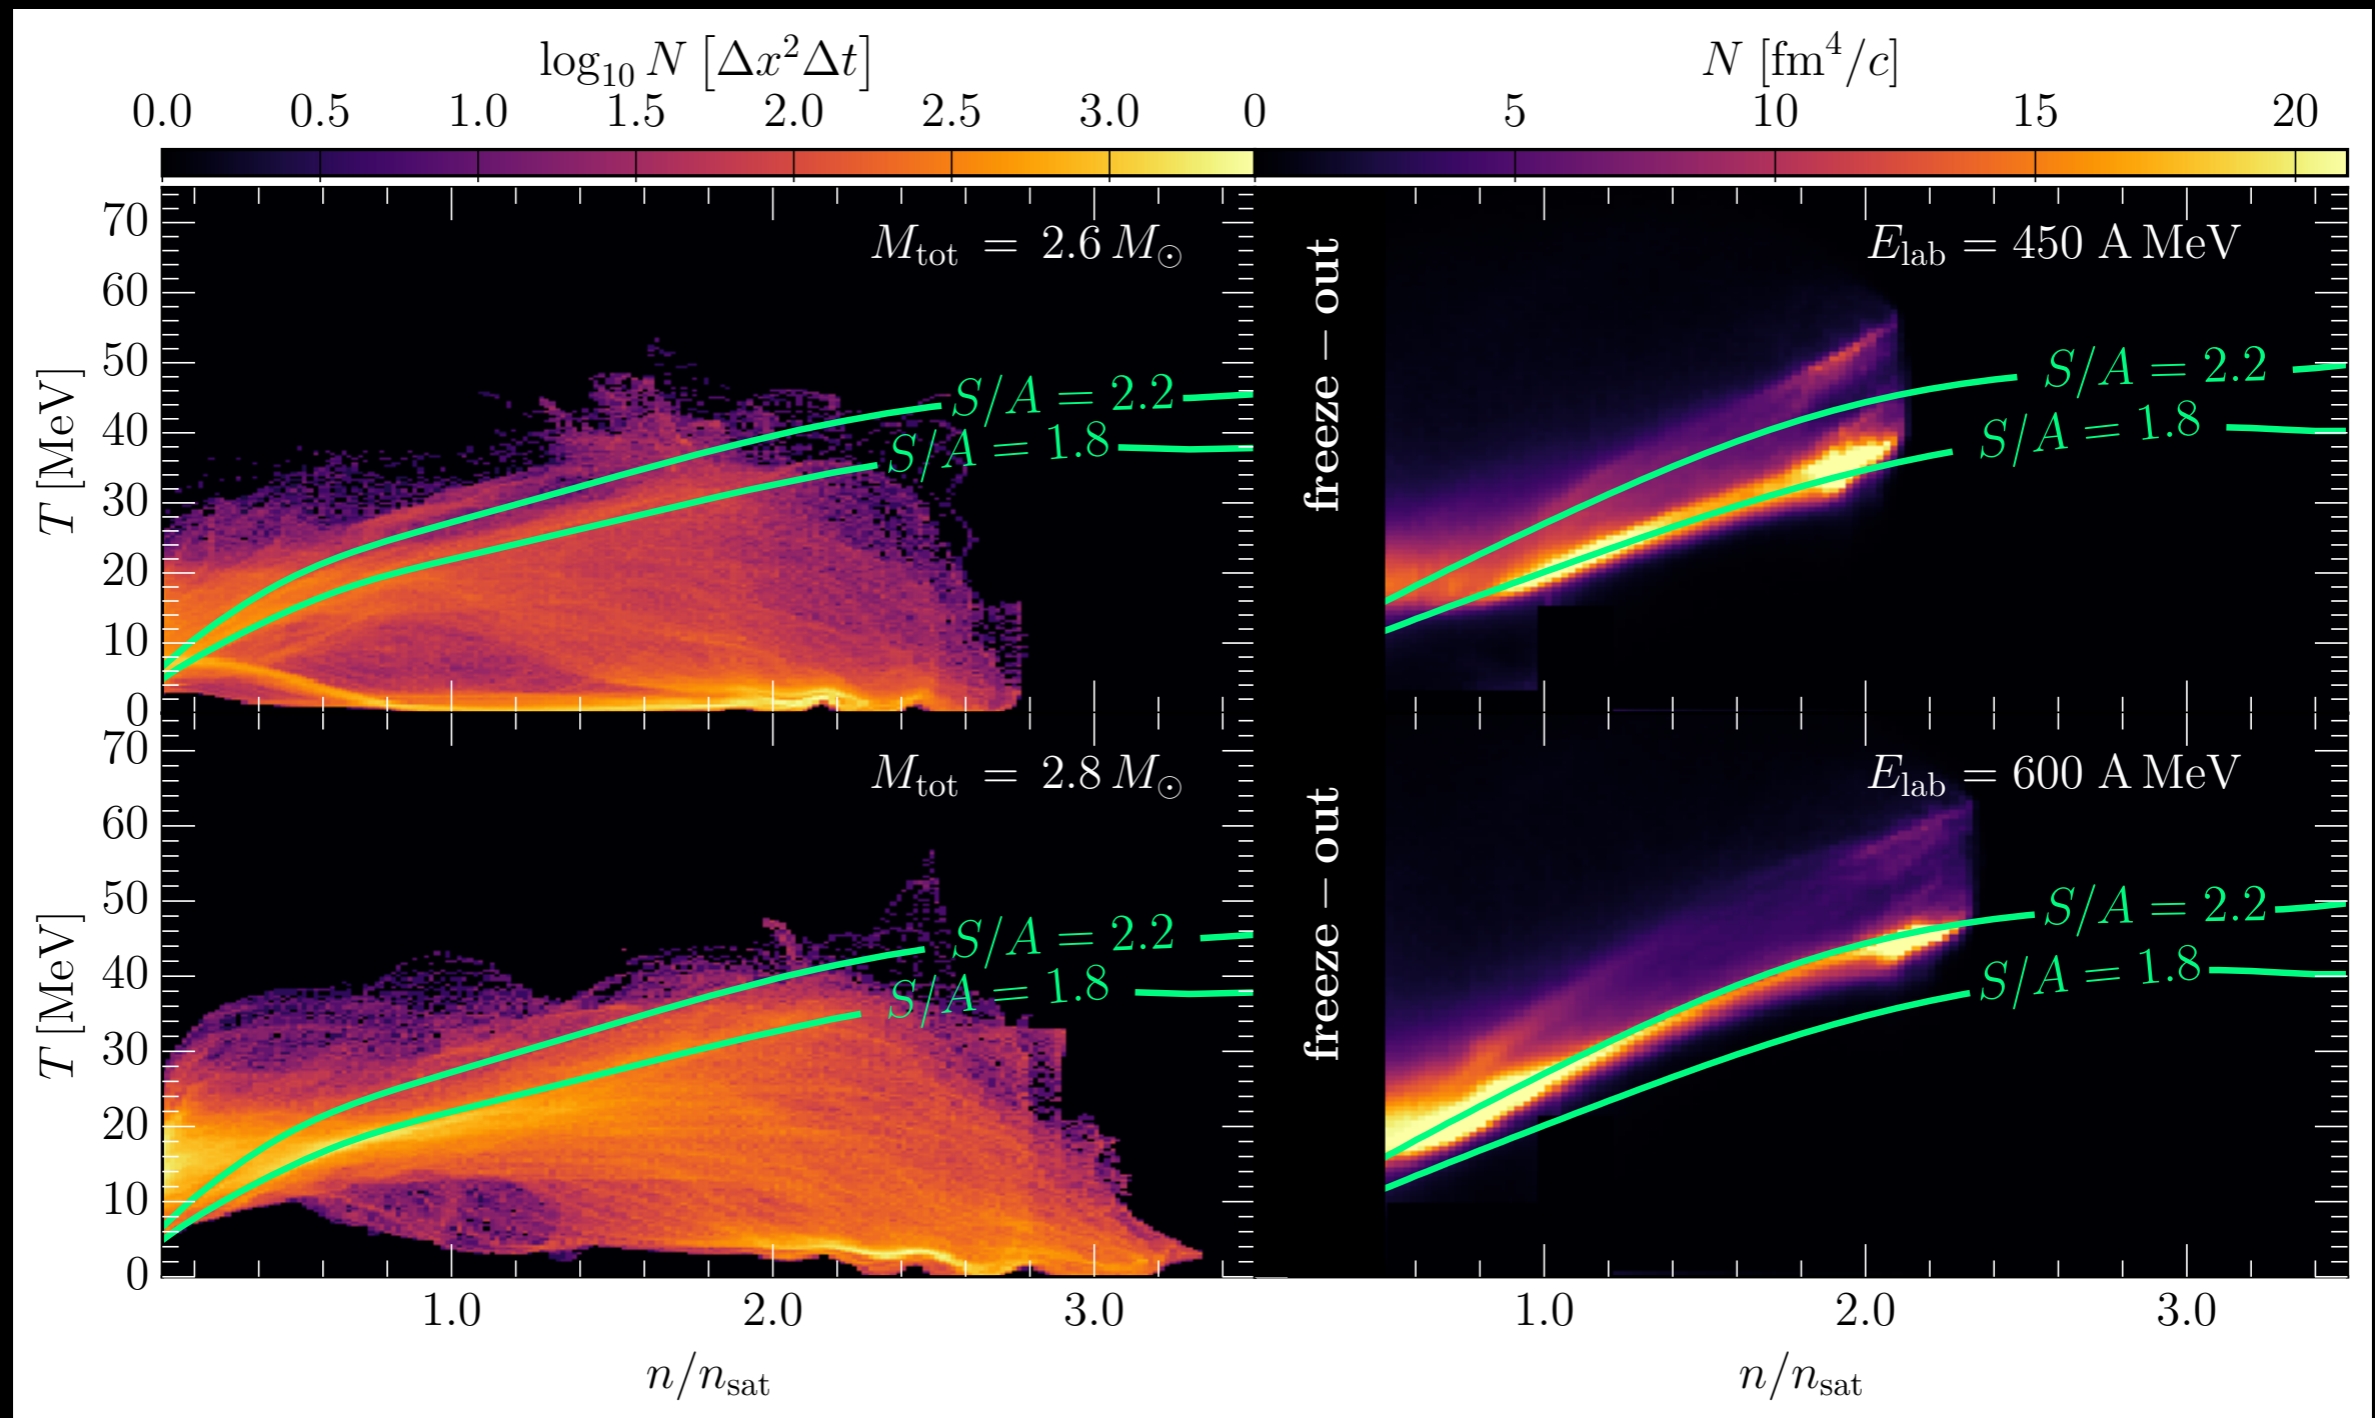 log₁₀ N [Δx²Δt]
N [fm⁴/c]
0.0 0.5 1.0 1.5 2.0 2.5 3.0 0 5 10 15 20
M_tot = 2.6 M_⊙
70
60
50
40
30
20
10
0
T [MeV]
S/A = 2.2
S/A = 1.8
freeze – out
E_lab = 450 A MeV
S/A = 2.2
S/A = 1.8
M_tot = 2.8 M_⊙
70
60
50
40
30
20
10
0
T [MeV]
S/A = 2.2
S/A = 1.8
freeze – out
E_lab = 600 A MeV
S/A = 2.2
S/A = 1.8
1.0 2.0 3.0 1.0 2.0 3.0
n/n_sat
n/n_sat